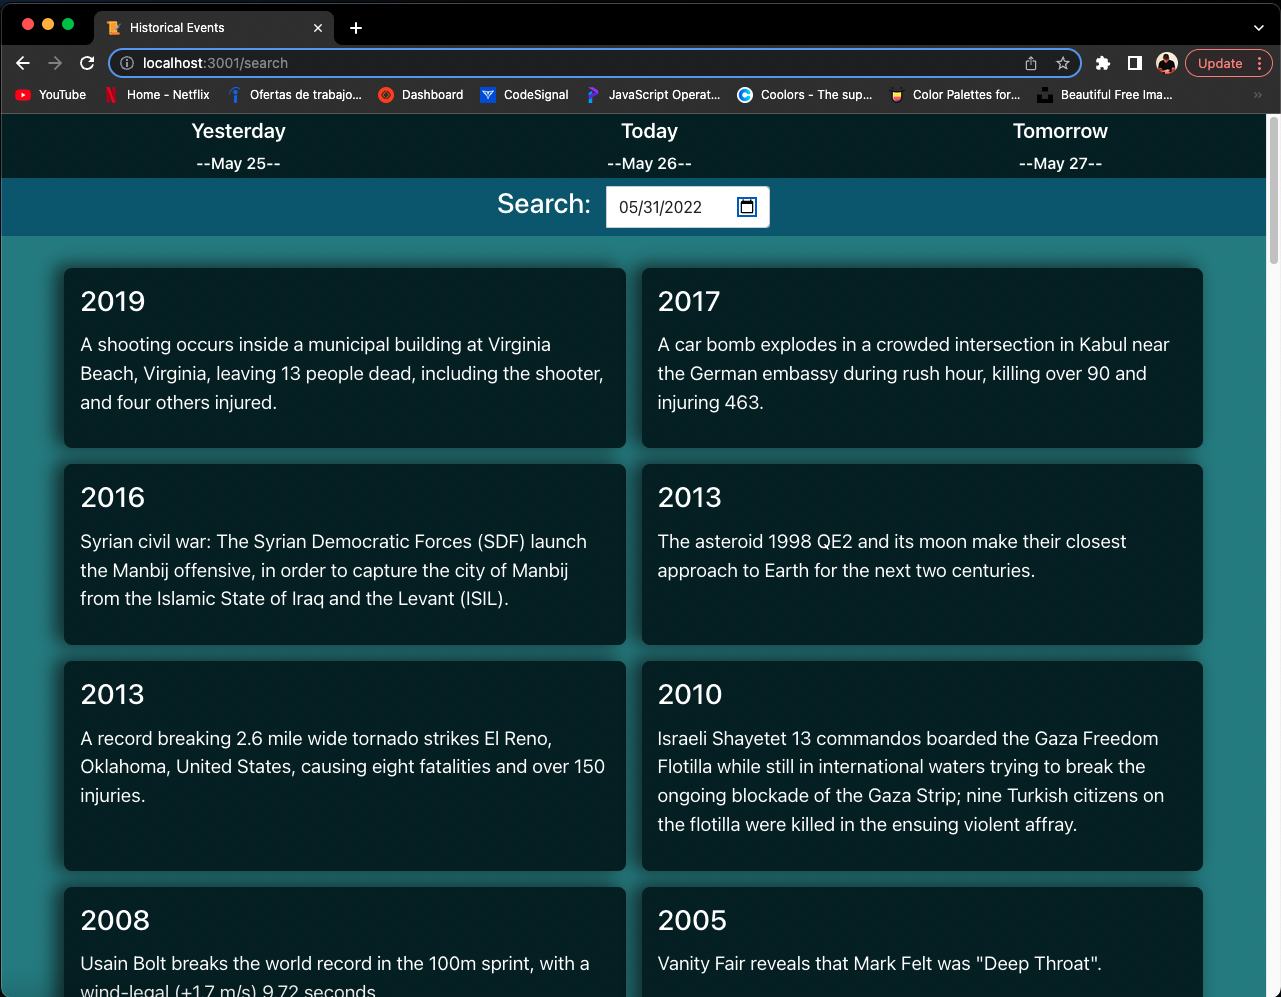 Historical Events
localhost:3001/search
Update
YouTube
Home - Netflix
Ofertas de trabajo...
Dashboard
CodeSignal
JavaScript Operat...
Coolors - The sup...
Color Palettes for...
Beautiful Free Ima...
Yesterday
--May 25--
Today
--May 26--
Tomorrow
--May 27--
Search: 05/31/2022
2019
A shooting occurs inside a municipal building at Virginia
Beach, Virginia, leaving 13 people dead, including the shooter,
and four others injured.
2017
A car bomb explodes in a crowded intersection in Kabul near
the German embassy during rush hour, killing over 90 and
injuring 463.
2016
Syrian civil war: The Syrian Democratic Forces (SDF) launch
the Manbij offensive, in order to capture the city of Manbij
from the Islamic State of Iraq and the Levant (ISIL).
2013
The asteroid 1998 QE2 and its moon make their closest
approach to Earth for the next two centuries.
2013
A record breaking 2.6 mile wide tornado strikes El Reno,
Oklahoma, United States, causing eight fatalities and over 150
injuries.
2010
Israeli Shayetet 13 commandos boarded the Gaza Freedom
Flotilla while still in international waters trying to break the
ongoing blockade of the Gaza Strip; nine Turkish citizens on
the flotilla were killed in the ensuing violent affray.
2008
Usain Bolt breaks the world record in the 100m sprint, with a
wind-legal (+1.7 m/s) 9.72 seconds
2005
Vanity Fair reveals that Mark Felt was "Deep Throat".